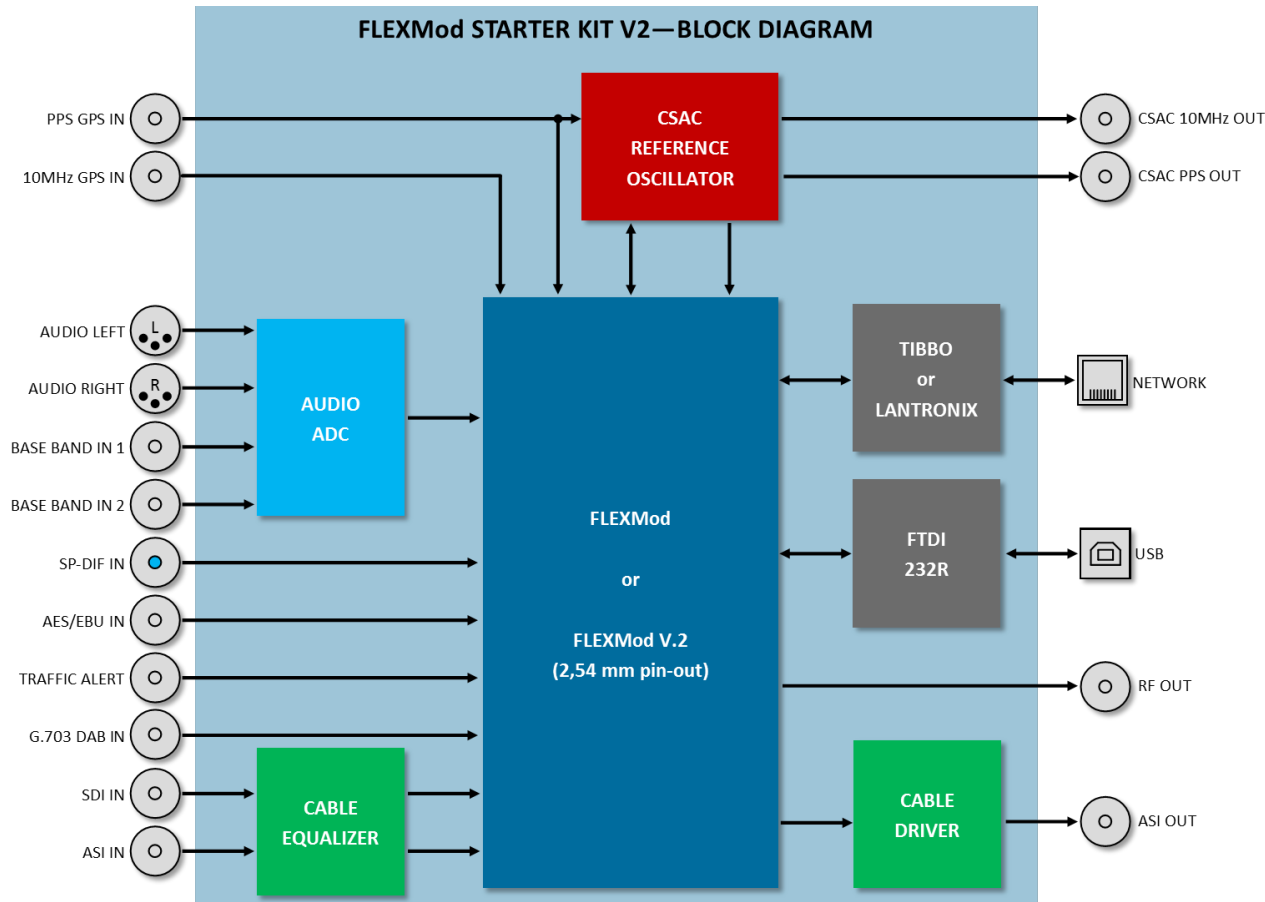 FLEXMod STARTER KIT V2—BLOCK DIAGRAM
PPS GPS IN
10MHz GPS IN
CSAC
REFERENCE
OSCILLATOR
CSAC 10MHz OUT
CSAC PPS OUT
AUDIO LEFT
L
AUDIO RIGHT
R
BASE BAND IN 1
BASE BAND IN 2
SP-DIF IN
AES/EBU IN
TRAFFIC ALERT
G.703 DAB IN
SDI IN
ASI IN
AUDIO
ADC
CABLE
EQUALIZER
FLEXMod
or
FLEXMod V.2
(2,54 mm pin-out)
TIBBO
or
LANTRONIX
NETWORK
FTDI
232R
USB
RF OUT
CABLE
DRIVER
ASI OUT